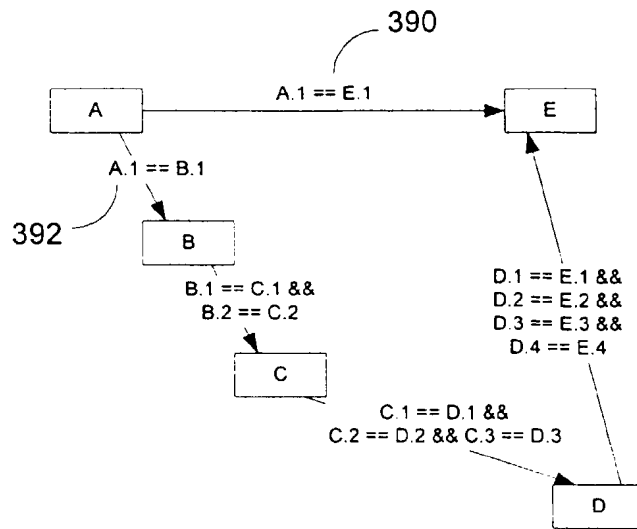 390
A.1 == E.1
A
E
A.1 == B.1
392
B
B.1 == C.1 &&
B.2 == C.2
D.1 == E.1 &&
D.2 == E.2 &&
D.3 == E.3 &&
D.4 == E.4
C
C.1 == D.1 &&
C.2 == D.2 && C.3 == D.3
D